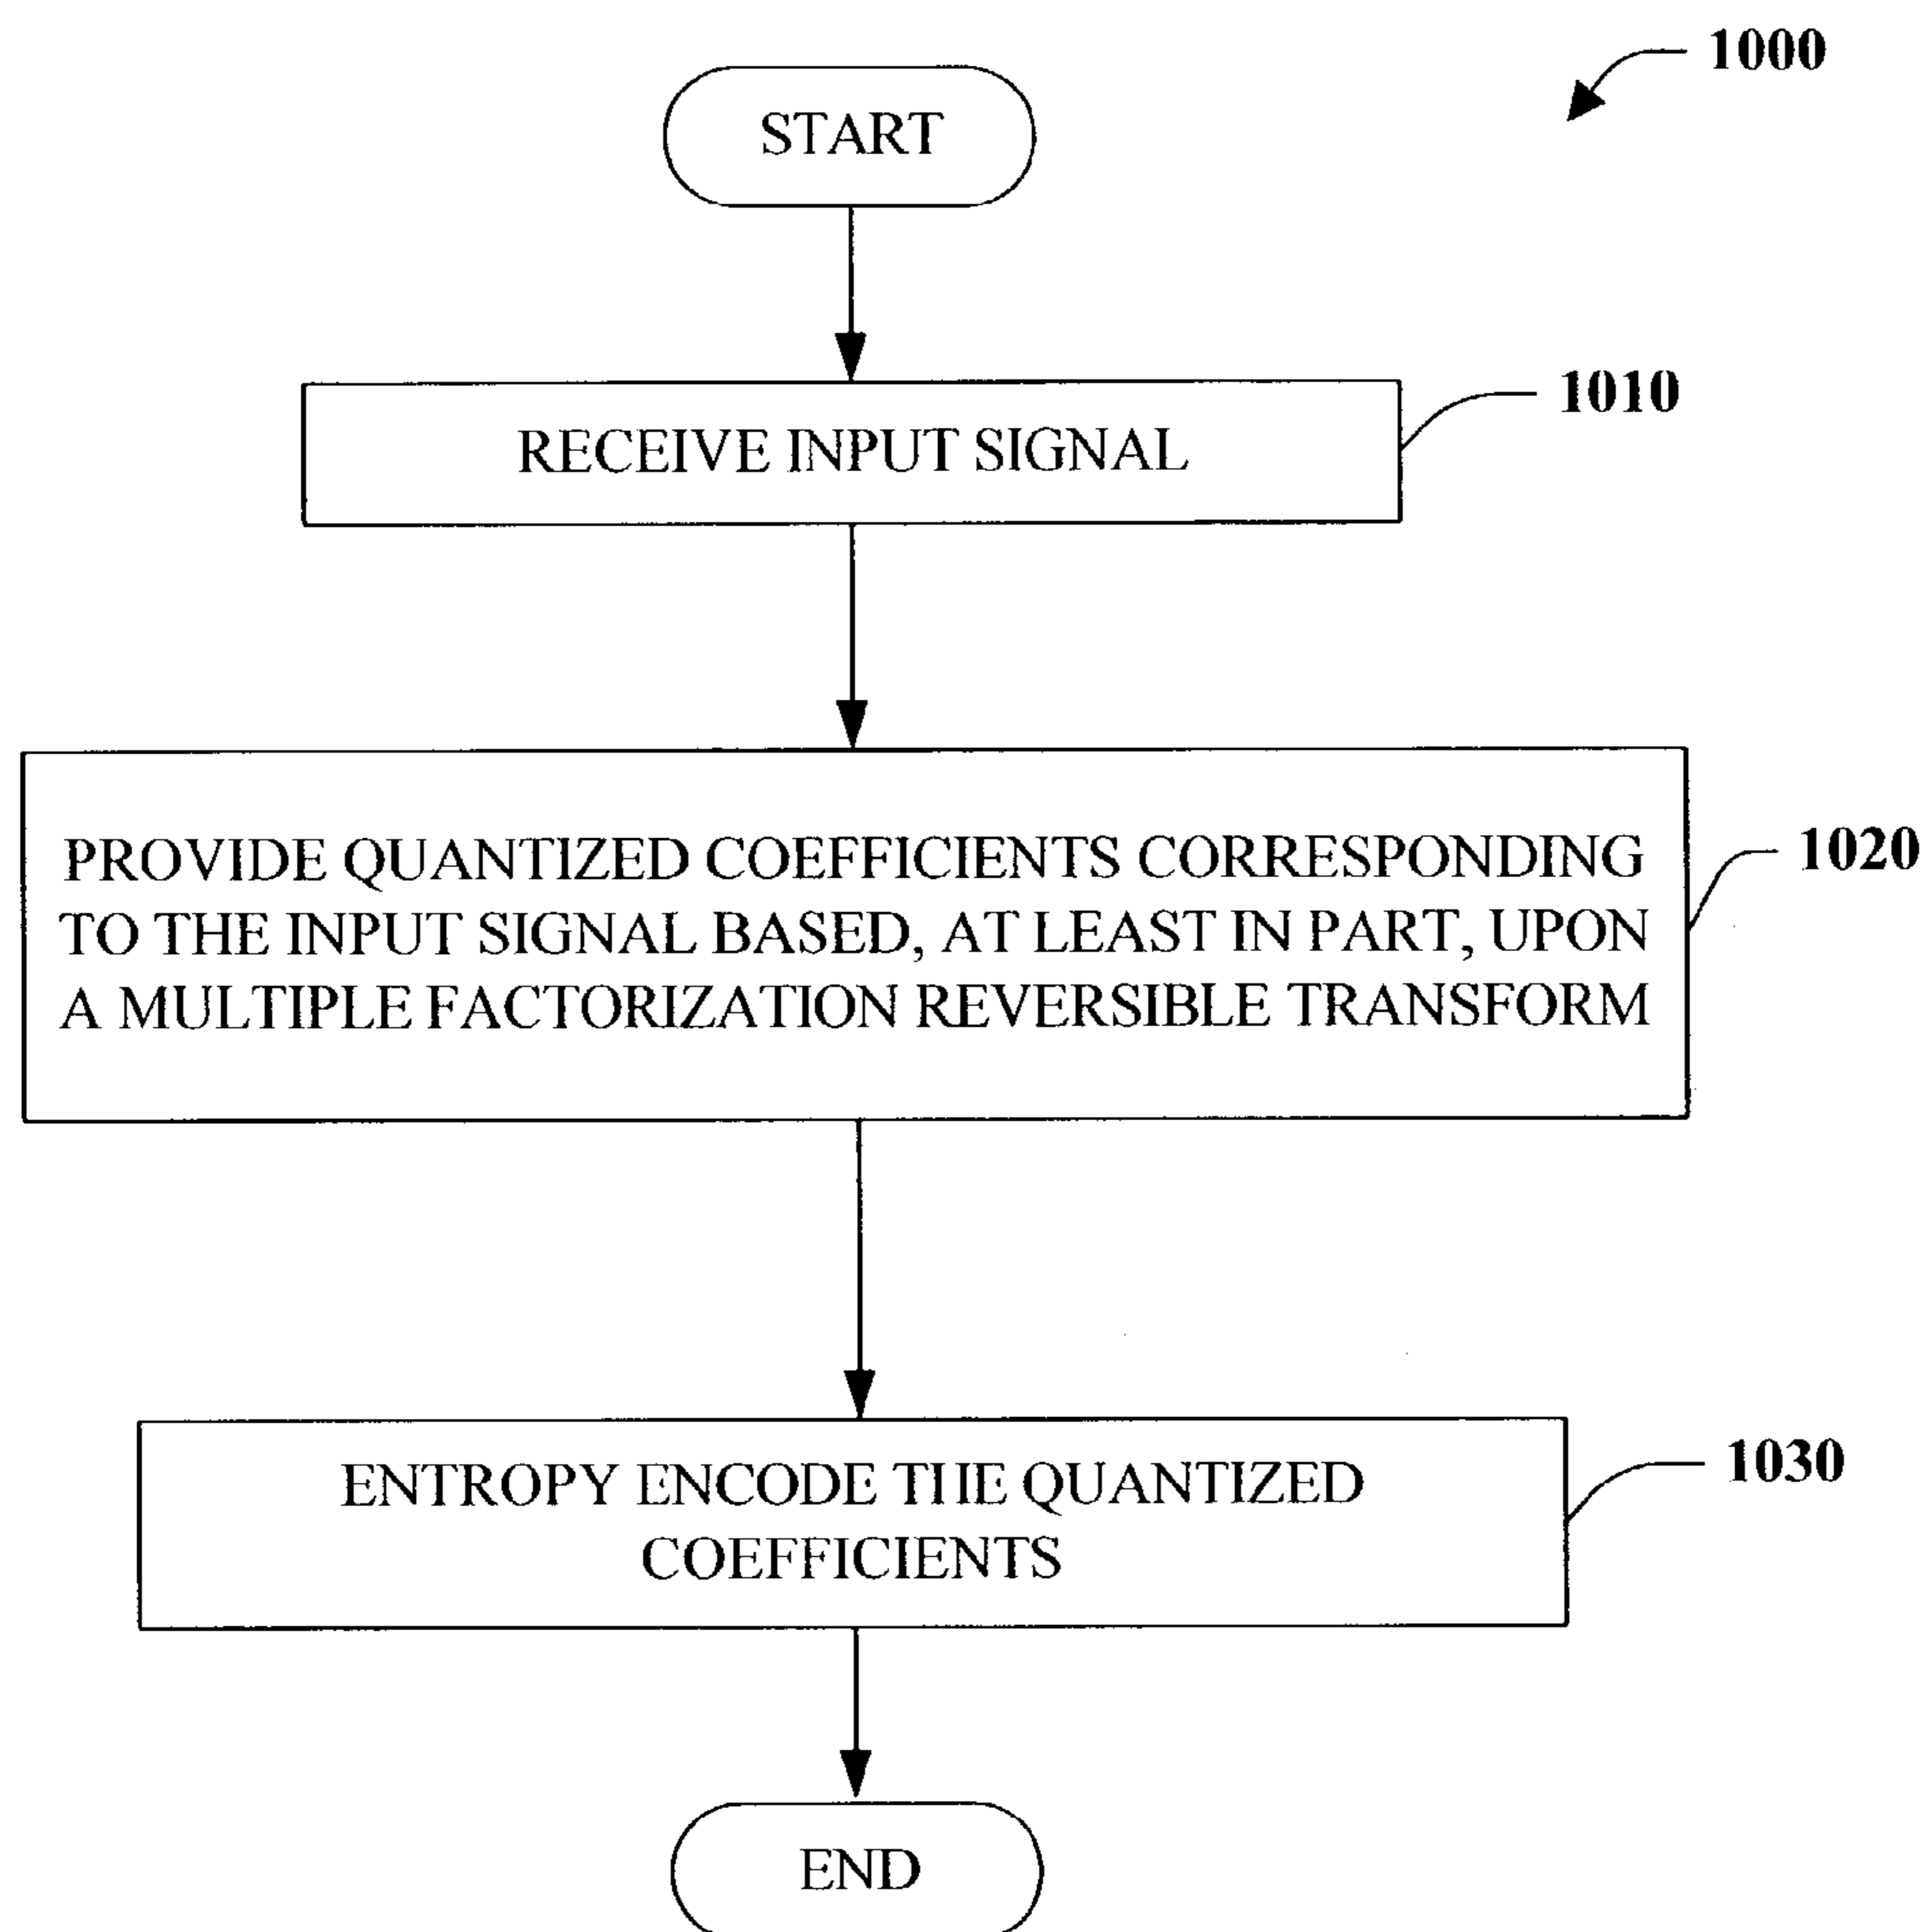 1000
START
RECEIVE INPUT SIGNAL
1010
PROVIDE QUANTIZED COEFFICIENTS CORRESPONDING
TO THE INPUT SIGNAL BASED, AT LEAST IN PART, UPON
A MULTIPLE FACTORIZATION REVERSIBLE TRANSFORM
1020
ENTROPY ENCODE THE QUANTIZED
COEFFICIENTS
1030
END